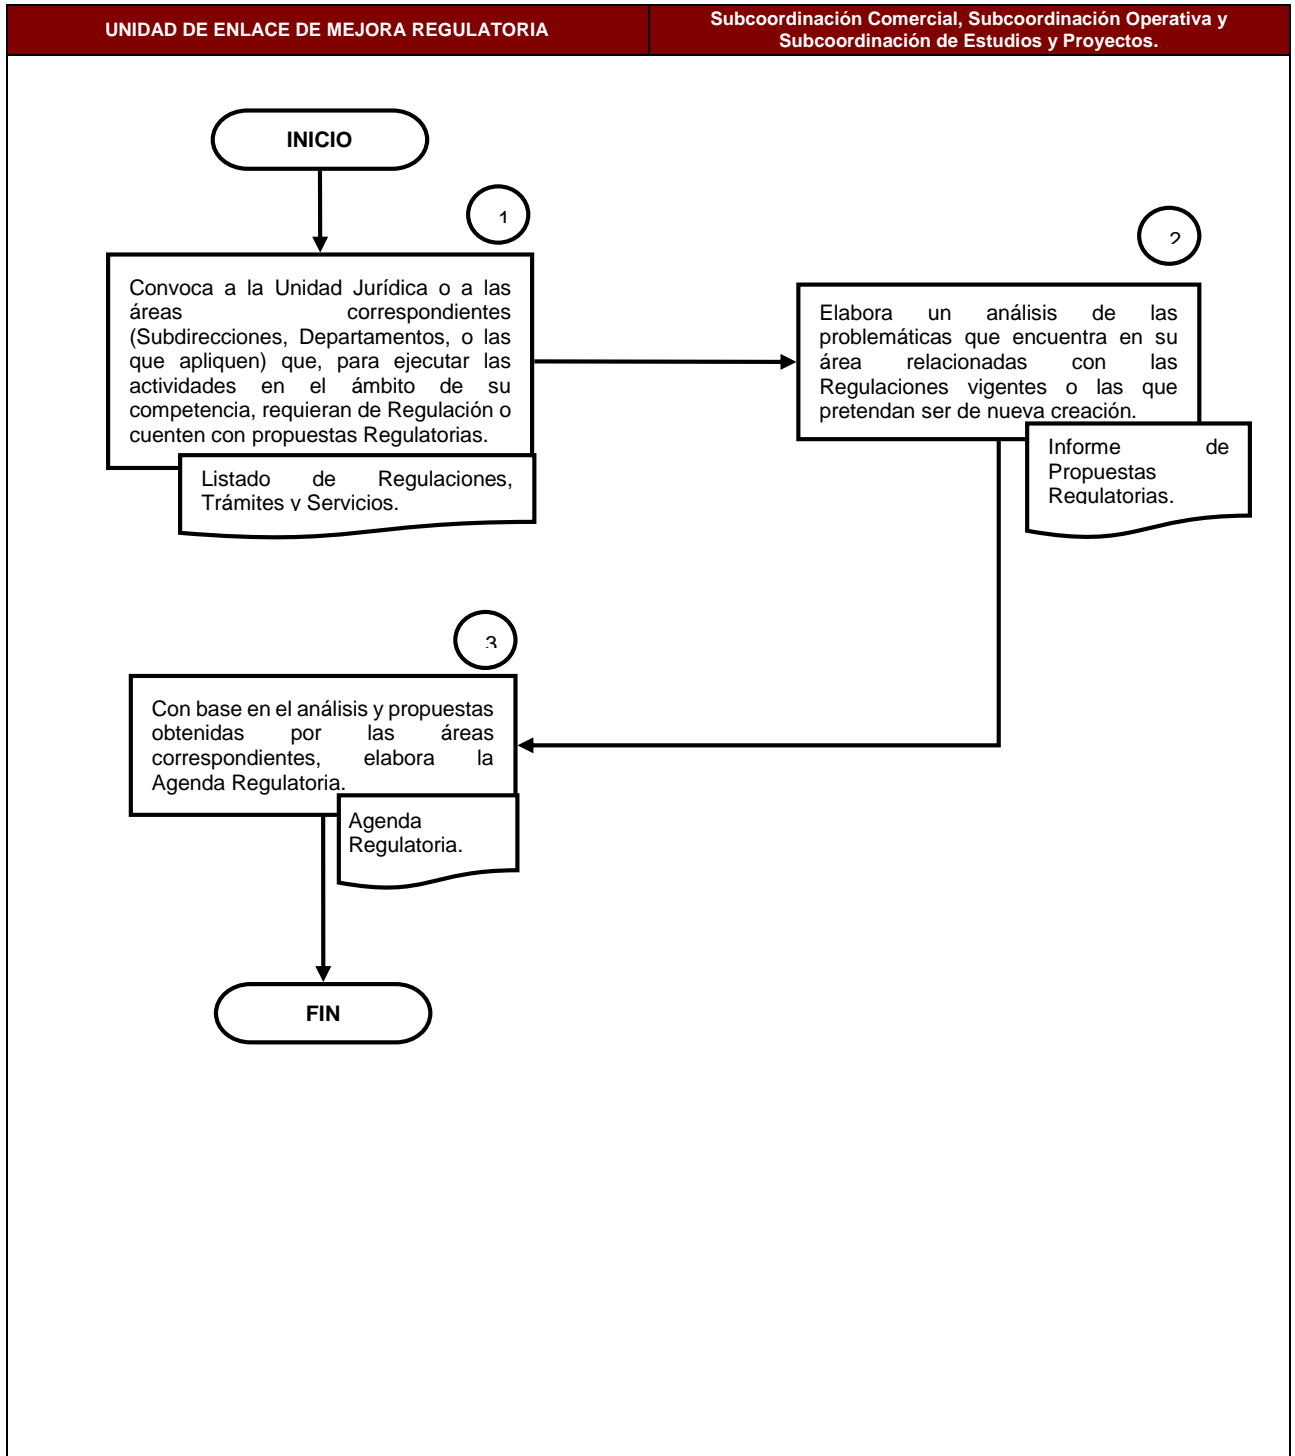 UNIDAD DE ENLACE DE MEJORA REGULATORIA
Subcoordinación Comercial, Subcoordinación Operativa y
Subcoordinación de Estudios y Proyectos.
INICIO
1
Convoca a la Unidad Jurídica o a las
áreas correspondientes
(Subdirecciones, Departamentos, o las
que apliquen) que, para ejecutar las
actividades en el ámbito de su
competencia, requieran de Regulación o
cuenten con propuestas Regulatorias.
Listado de Regulaciones,
Trámites y Servicios.
2
Elabora un análisis de las
problemáticas que encuentra en su
área relacionadas con las
Regulaciones vigentes o las que
pretendan ser de nueva creación.
Informe de
Propuestas
Regulatorias.
3
Con base en el análisis y propuestas
obtenidas por las áreas
correspondientes, elabora la
Agenda Regulatoria.
Agenda
Regulatoria.
FIN